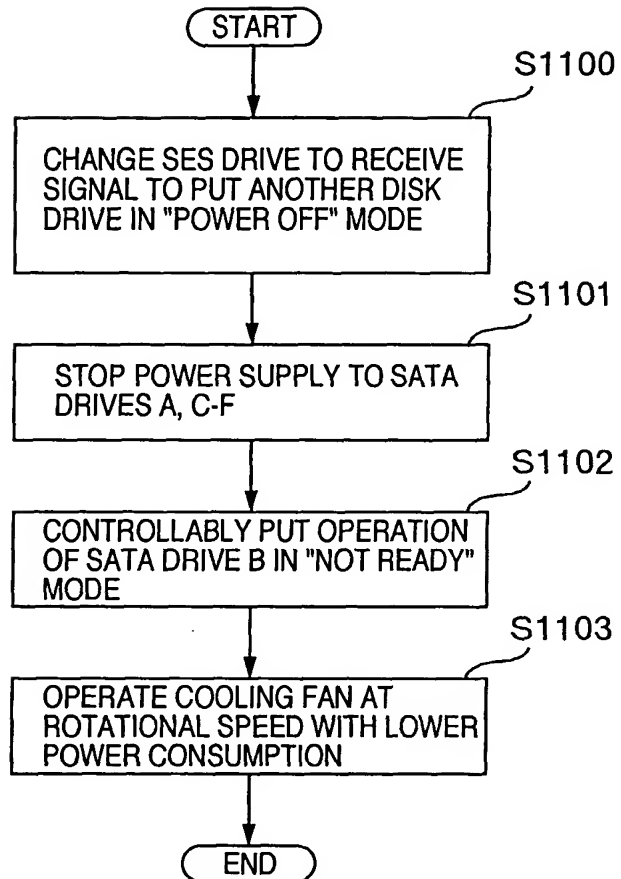 START
S1100
CHANGE SES DRIVE TO RECEIVE
SIGNAL TO PUT ANOTHER DISK
DRIVE IN "POWER OFF" MODE
S1101
STOP POWER SUPPLY TO SATA
DRIVES A, C-F
S1102
CONTROLLABLY PUT OPERATION
OF SATA DRIVE B IN "NOT READY"
MODE
S1103
OPERATE COOLING FAN AT
ROTATIONAL SPEED WITH LOWER
POWER CONSUMPTION
END